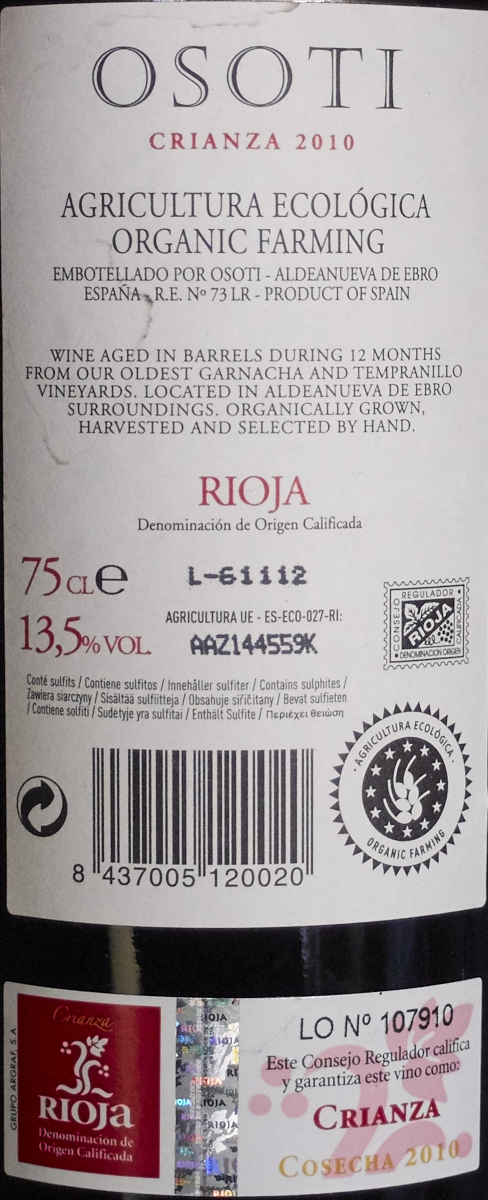 OSOTI
CRIANZA 2010
AGRICULTURA ECOLÓGICA
ORGANIC FARMING
EMBOTELLADO POR OSOTI - ALDEANUEVA DE EBRO
ESPAÑA - R.E. Nº 73 LR - PRODUCT OF SPAIN
WINE AGED IN BARRELS DURING 12 MONTHS
FROM OUR OLDEST GARNACHA AND TEMPRANILLO
VINEYARDS. LOCATED IN ALDEANUEVA DE EBRO
SURROUNDINGS. ORGANICALLY GROWN,
HARVESTED AND SELECTED BY HAND.
RIOJA
Denominación de Origen Calificada
75 CL e
L-61112
13,5% VOL.
AGRICULTURA UE - ES-ECO-027-RI:
AAZ144559K
CONSEJO REGULADOR
RIOJA
DENOMINACION ORIGEN CALIFICADA
Conté sulfits / Contiene sulfitos / Innehåller sulfiter / Contains sulphites /
Zawiera siarczyny / Sisältää sulfiitteja / Obsahuje siřičitany / Bevat sulfieten
/ Contiene solfiti / Sudėtyje yra sulfitai / Enthält Sulfite / Περιέχει θειώση
· AGRICULTURA ECOLÓGICA ·
ORGANIC FARMING
8 437005 120020
GRUPO ARGRAF, S.A.
Crianza
RIOJA
Denominación de
Origen Calificada
RIOJA
LO Nº 107910
Este Consejo Regulador califica
y garantiza este vino como:
CRIANZA
COSECHA 2010